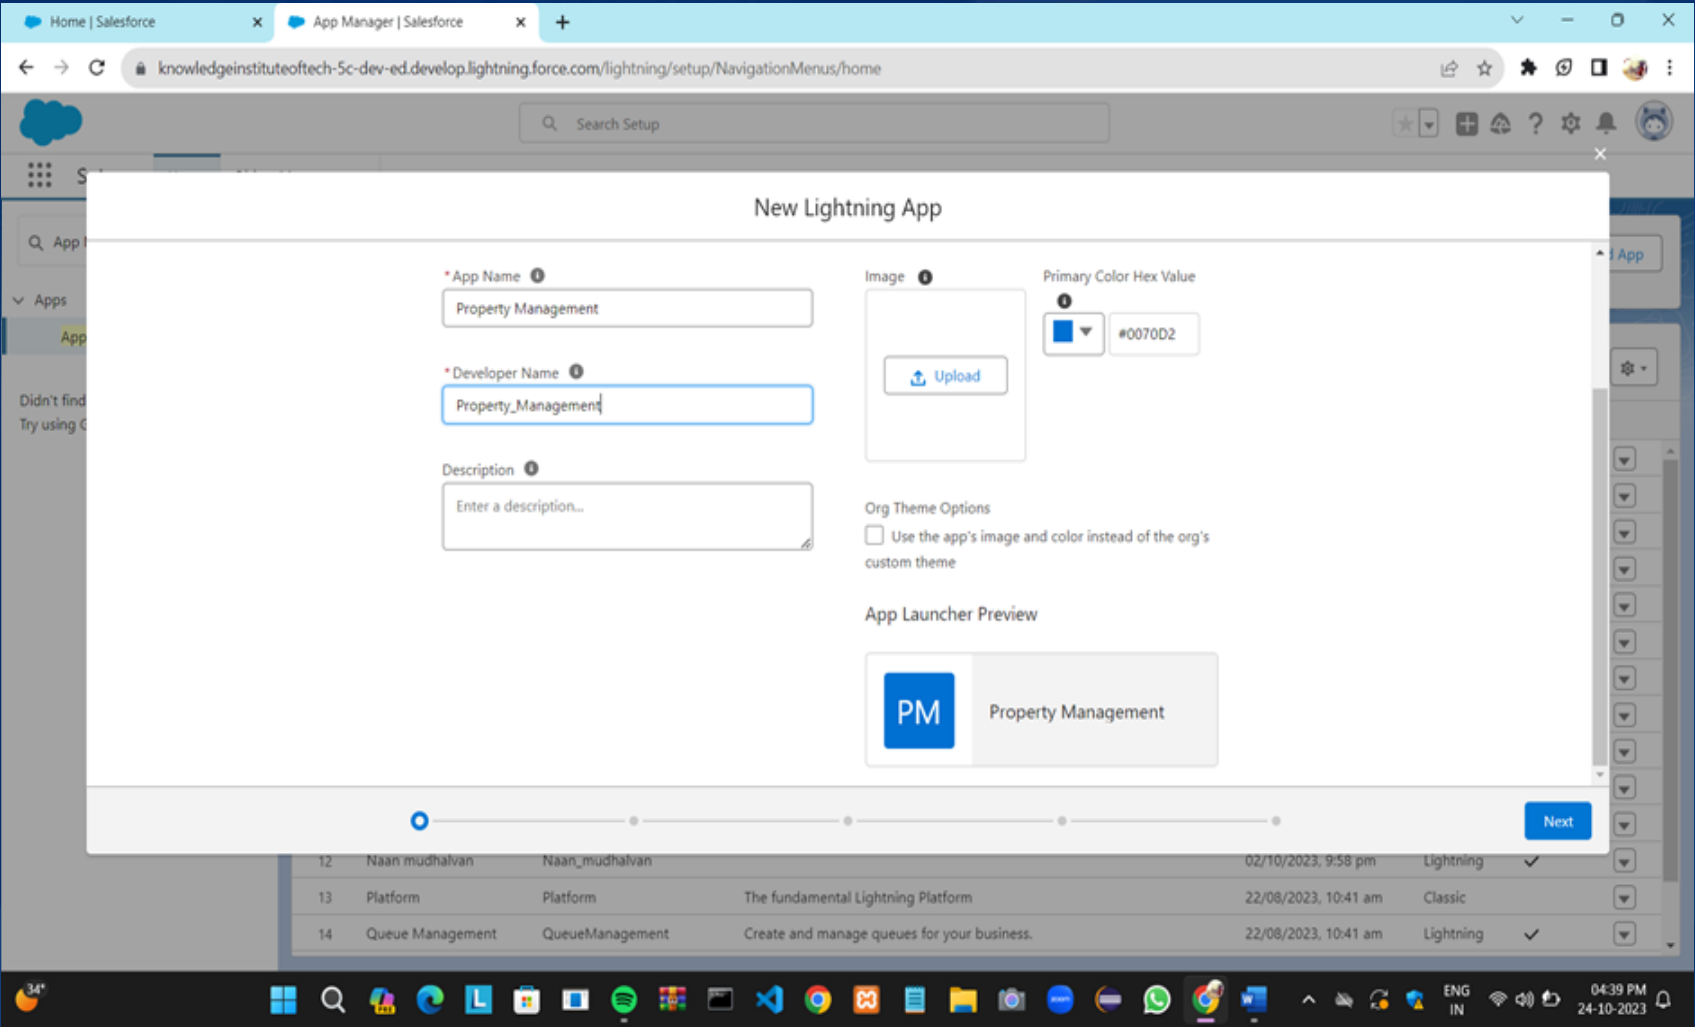 Home | Salesforce
App Manager | Salesforce
knowledgeinstituteoftech-5c-dev-ed.develop.lightning.force.com/lightning/setup/NavigationMenus/home
Search Setup
App
Apps
App
Didn't find
Try using
App
New Lightning App
*App Name
Property Management
*Developer Name
Property_Management
Description
Enter a description...
Image
Upload
Primary Color Hex Value
#0070D2
Org Theme Options
Use the app's image and color instead of the org's
custom theme
App Launcher Preview
PM
Property Management
Next
12 Naan mudhalvan Naan_mudhalvan 02/10/2023, 9:58 pm Lightning
13 Platform Platform The fundamental Lightning Platform 22/08/2023, 10:41 am Classic
14 Queue Management QueueManagement Create and manage queues for your business. 22/08/2023, 10:41 am Lightning
34°
PRE
L
zoom
W
ENG
IN
04:39 PM
24-10-2023